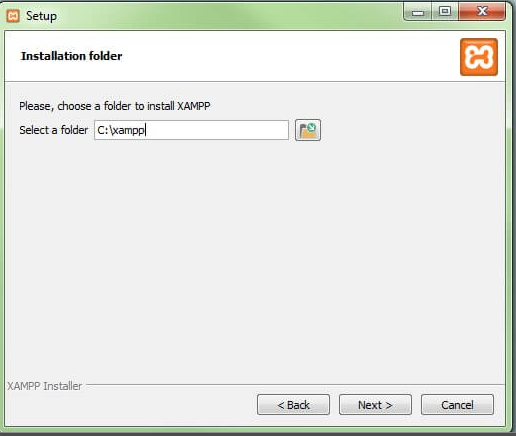 Setup
Installation folder
Please, choose a folder to install XAMPP
Select a folder C:\xampp
XAMPP Installer
< Back Next > Cancel